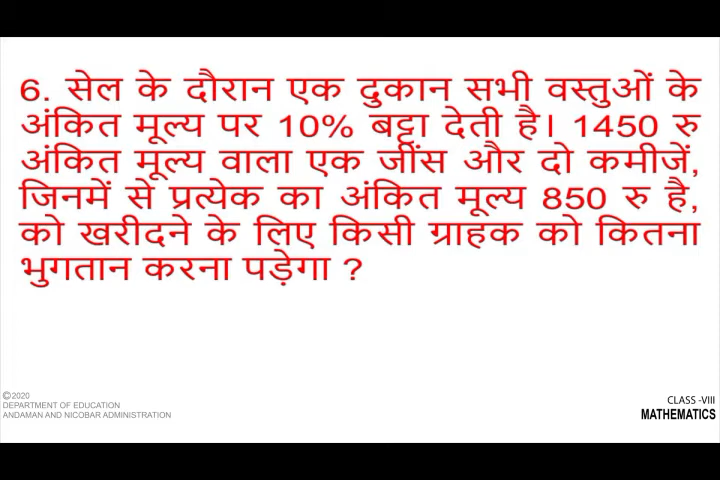 6. सेल के दौरान एक दुकान सभी वस्तुओं के
अंकित मूल्य पर 10% बट्टा देती है। 1450 रु
अंकित मूल्य वाला एक जींस और दो कमीजें,
जिनमें से प्रत्येक का अंकित मूल्य 850 रु है,
को खरीदने के लिए किसी ग्राहक को कितना
भुगतान करना पड़ेगा ?
©2020
DEPARTMENT OF EDUCATION
ANDAMAN AND NICOBAR ADMINISTRATION
CLASS -VIII
MATHEMATICS